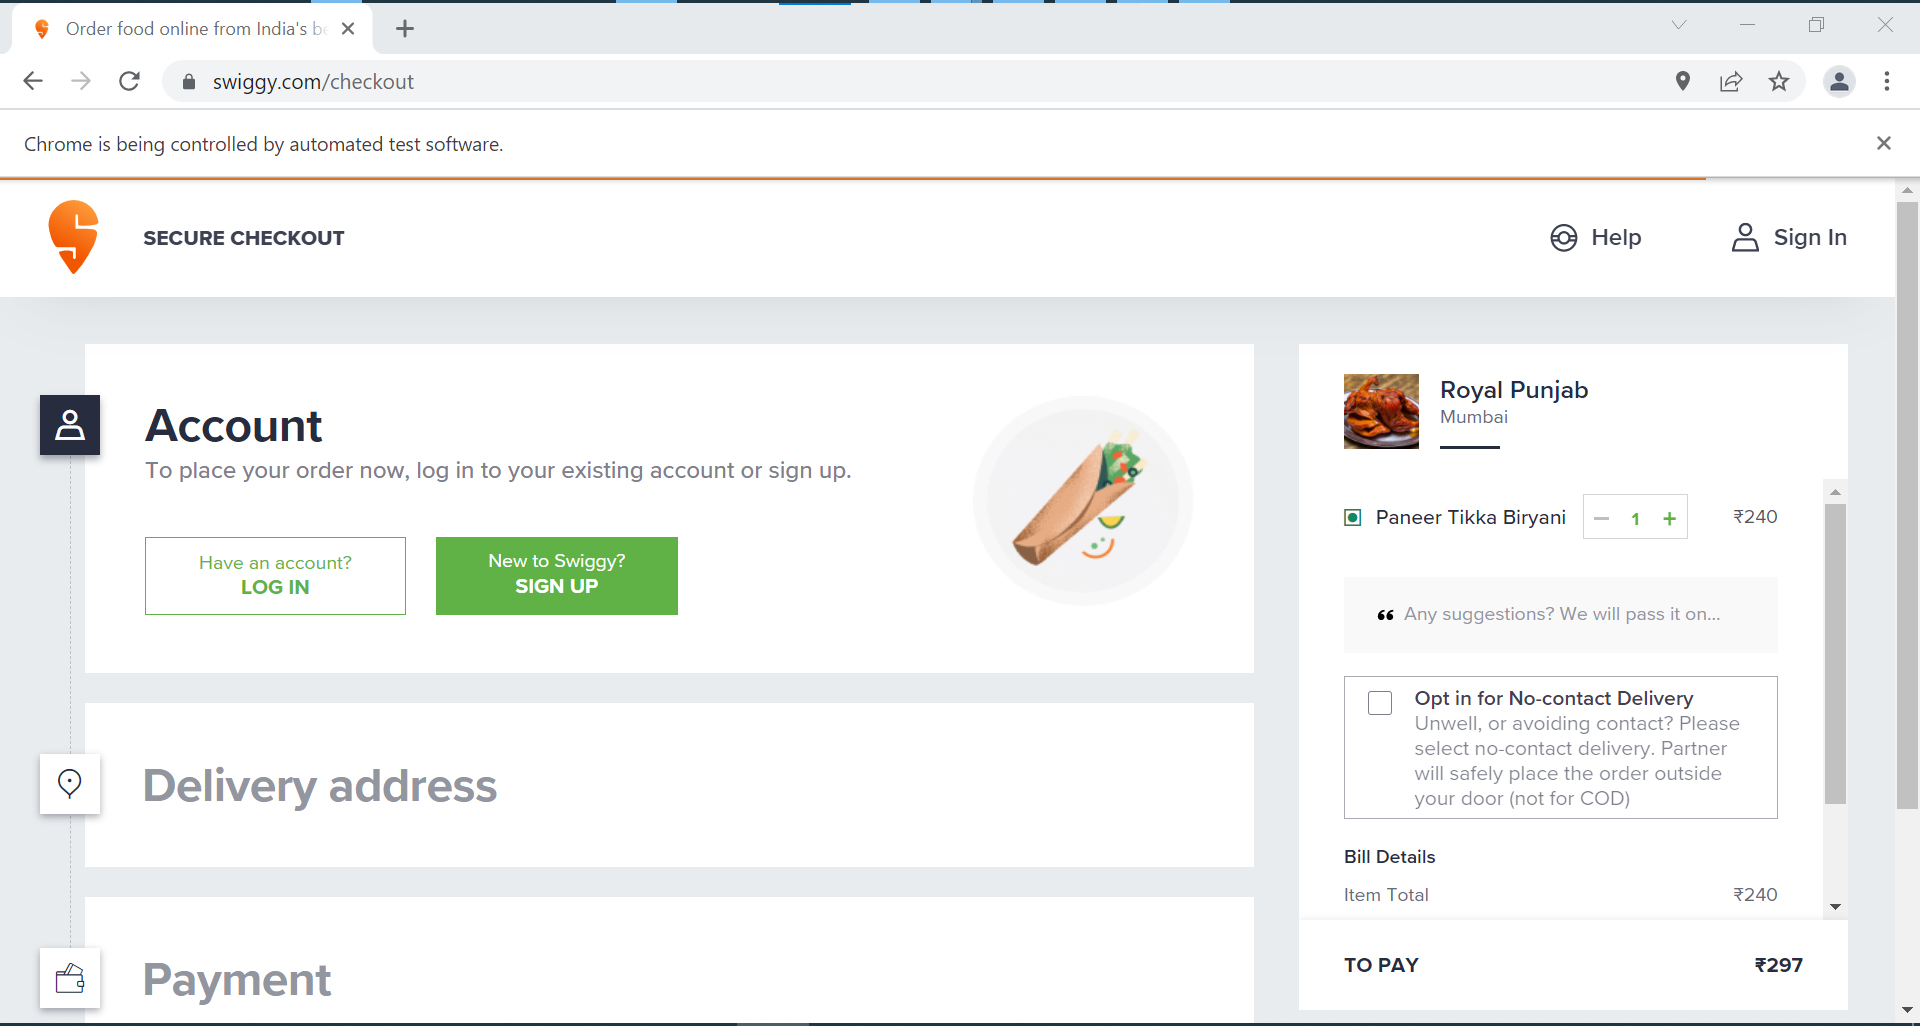 Order food online from India's be
swiggy.com/checkout
Chrome is being controlled by automated test software.
SECURE CHECKOUT
Help
Sign In
Account
To place your order now, log in to your existing account or sign up.
Have an account?
LOG IN
New to Swiggy?
SIGN UP
Delivery address
Payment
Royal Punjab
Mumbai
Paneer Tikka Biryani
1
₹240
Any suggestions? We will pass it on...
Opt in for No-contact Delivery
Unwell, or avoiding contact? Please
select no-contact delivery. Partner
will safely place the order outside
your door (not for COD)
Bill Details
Item Total ₹240
TO PAY ₹297